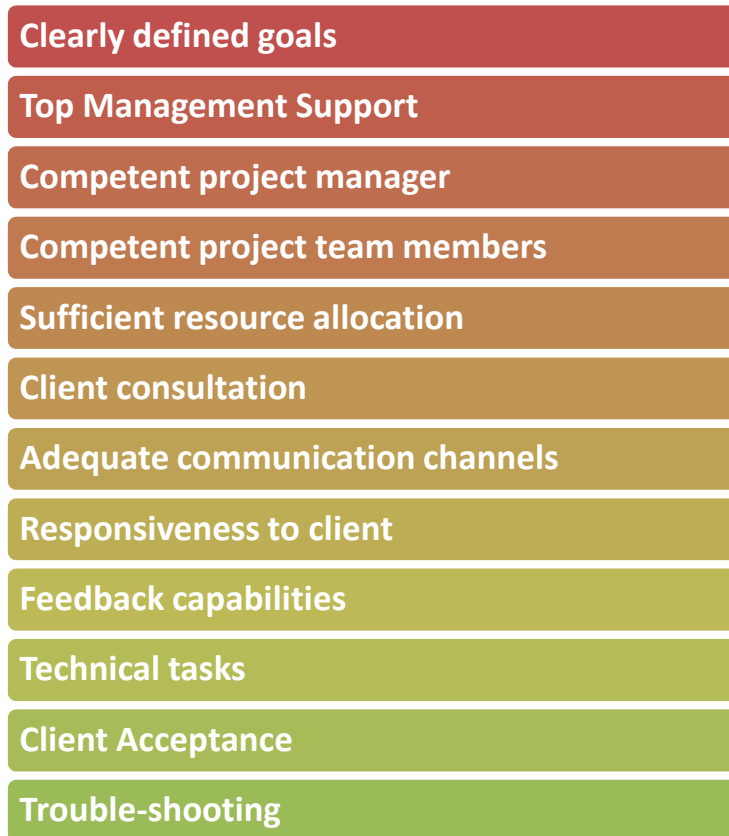 Clearly defined goals
Top Management Support
Competent project manager
Competent project team members
Sufficient resource allocation
Client consultation
Adequate communication channels
Responsiveness to client
Feedback capabilities
Technical tasks
Client Acceptance
Trouble-shooting